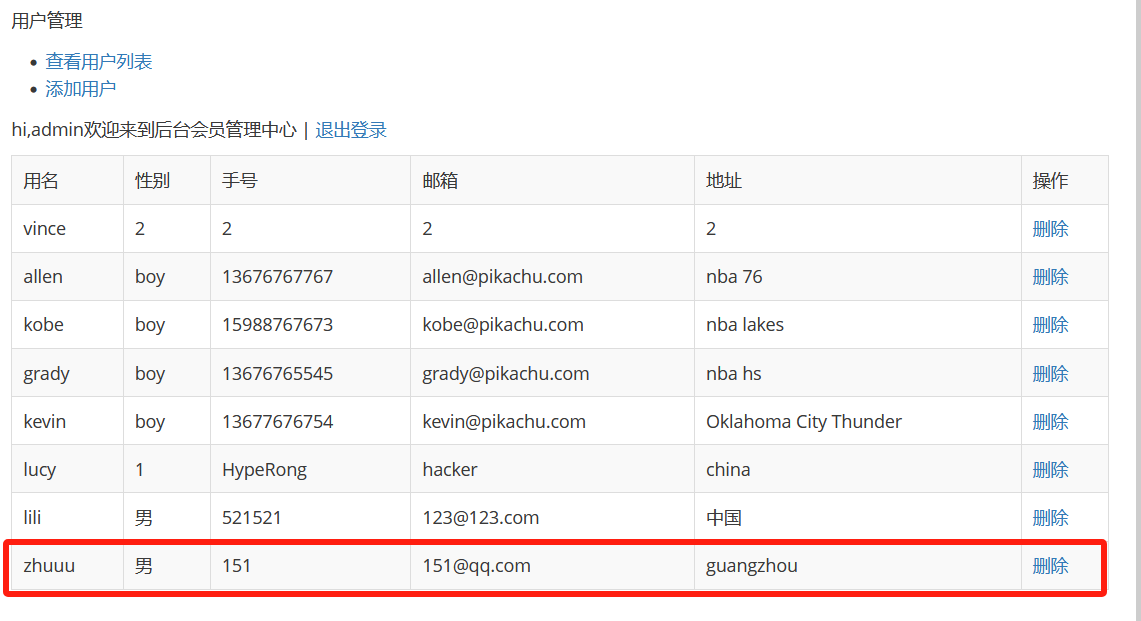 用户管理
查看用户列表
添加用户
hi,admin欢迎来到后台会员管理中心 | 退出登录
用名 性别 手号 邮箱 地址 操作
vince 2 2 2 2 删除
allen boy 13676767767 allen@pikachu.com nba 76 删除
kobe boy 15988767673 kobe@pikachu.com nba lakes 删除
grady boy 13676765545 grady@pikachu.com nba hs 删除
kevin boy 13677676754 kevin@pikachu.com Oklahoma City Thunder 删除
lucy 1 HypeRong hacker china 删除
lili 男 521521 123@123.com 中国 删除
zhuuu 男 151 151@qq.com guangzhou 删除